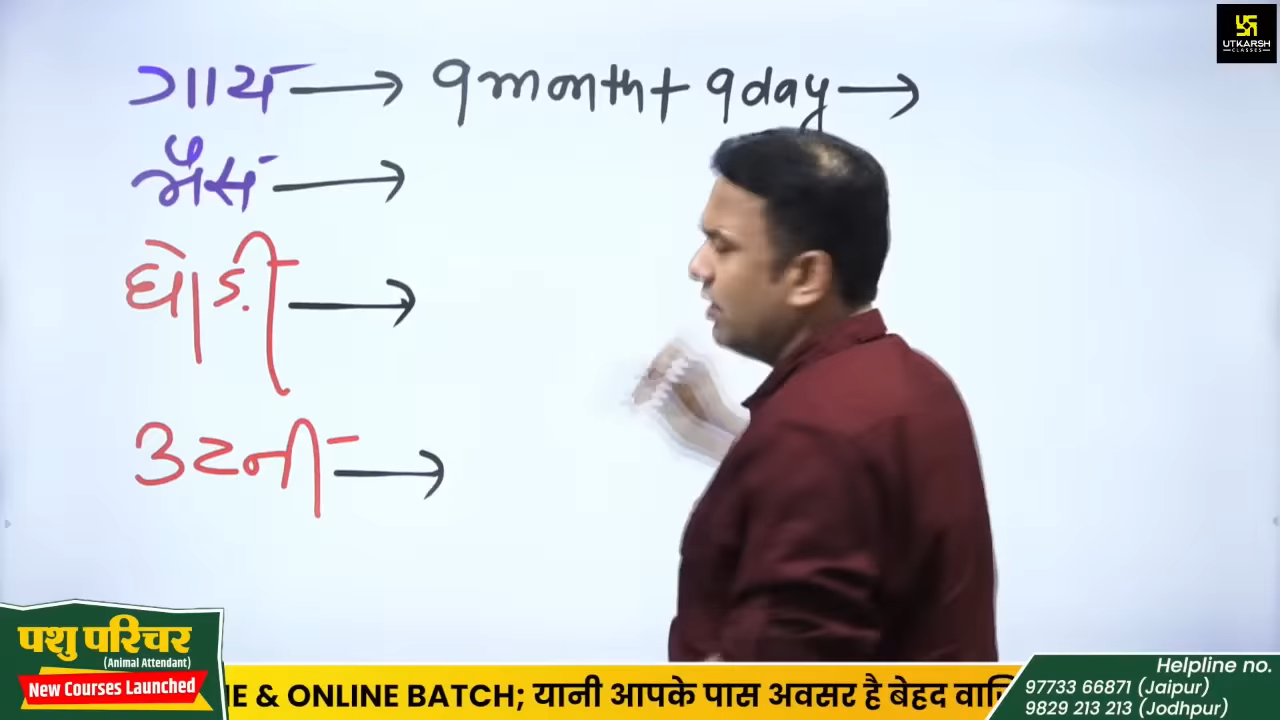 UTKARSH
CLASSES
गाय → 9 month + 9 day →
भैंस →
घोड़ी →
उटनी →
पशु परिचर
(Animal Attendant)
New Courses Launched
E & ONLINE BATCH; यानी आपके पास अवसर है बेहद
Helpline no.
97733 66871 (Jaipur)
9829 213 213 (Jodhpur)